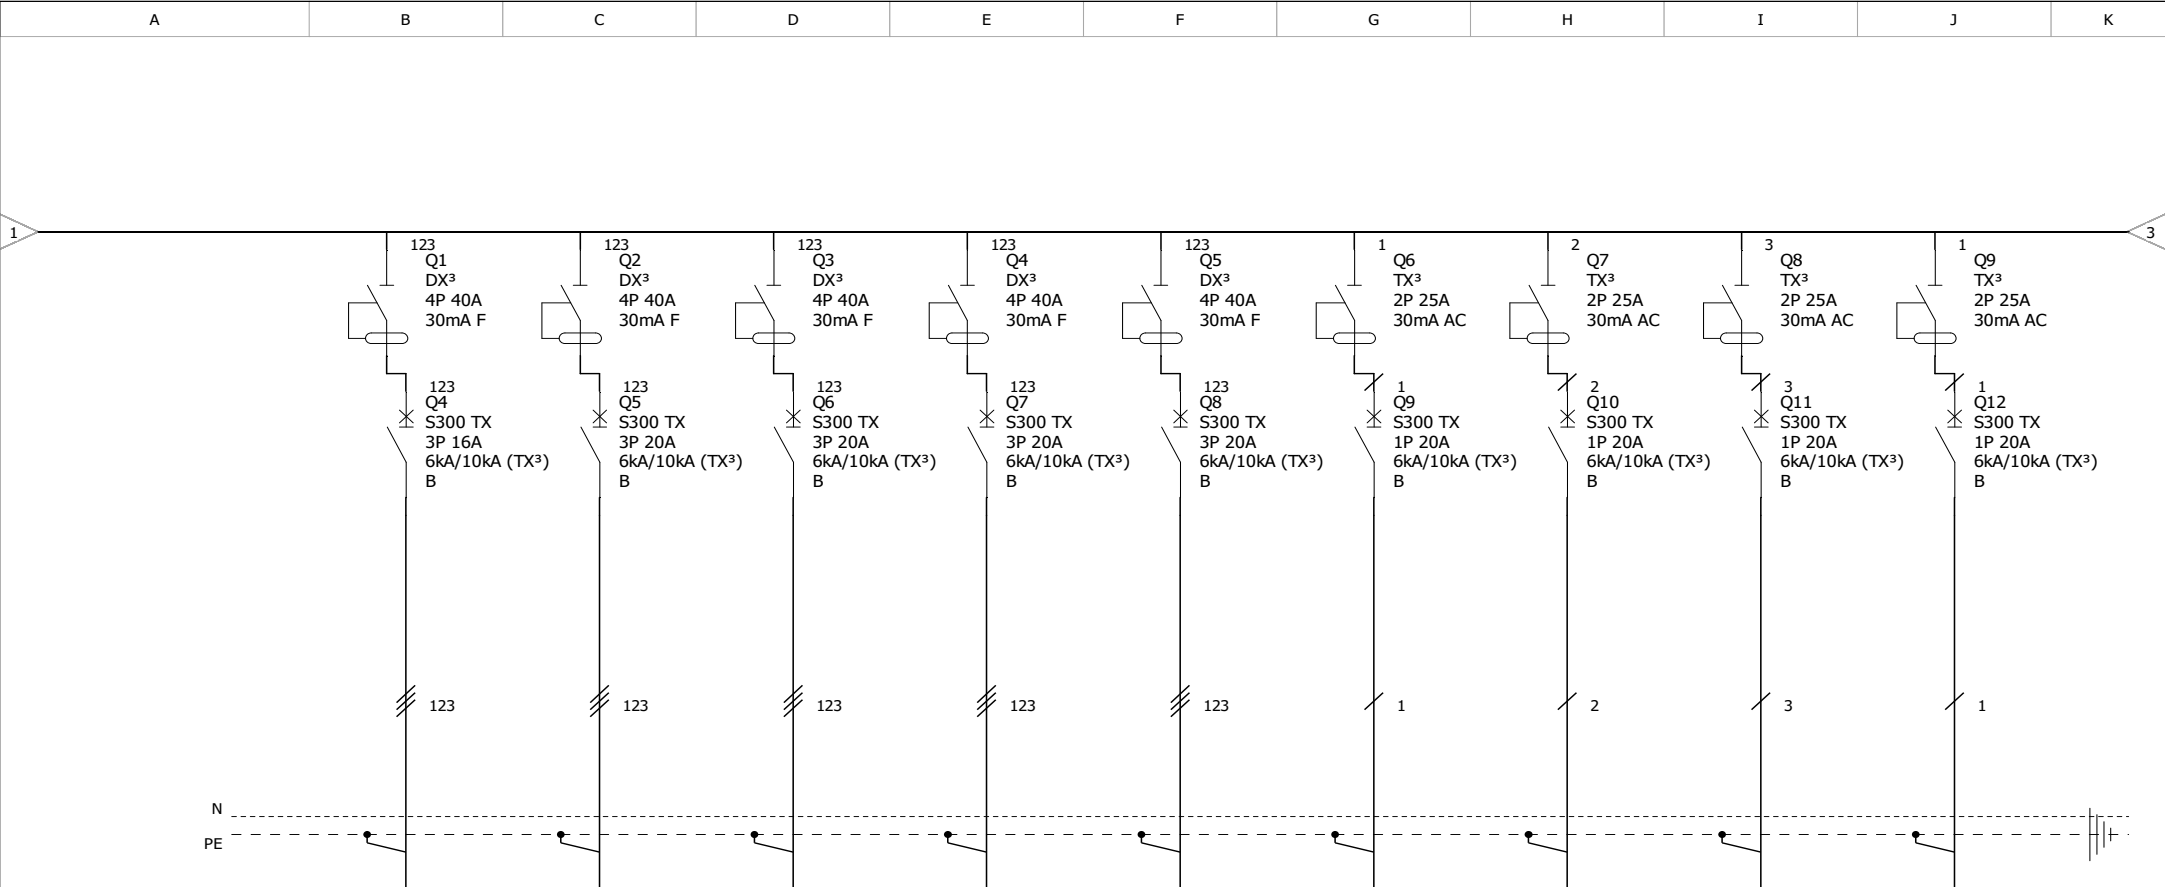 A B C D E F G H I J K
1
3
123
Q1
DX³
4P 40A
30mA F
123
Q2
DX³
4P 40A
30mA F
123
Q3
DX³
4P 40A
30mA F
123
Q4
DX³
4P 40A
30mA F
123
Q5
DX³
4P 40A
30mA F
1
Q6
TX³
2P 25A
30mA AC
2
Q7
TX³
2P 25A
30mA AC
3
Q8
TX³
2P 25A
30mA AC
1
Q9
TX³
2P 25A
30mA AC
123
Q4
S300 TX
3P 16A
6kA/10kA (TX³)
B
123
Q5
S300 TX
3P 20A
6kA/10kA (TX³)
B
123
Q6
S300 TX
3P 20A
6kA/10kA (TX³)
B
123
Q7
S300 TX
3P 20A
6kA/10kA (TX³)
B
123
Q8
S300 TX
3P 20A
6kA/10kA (TX³)
B
1
Q9
S300 TX
1P 20A
6kA/10kA (TX³)
B
2
Q10
S300 TX
1P 20A
6kA/10kA (TX³)
B
3
Q11
S300 TX
1P 20A
6kA/10kA (TX³)
B
1
Q12
S300 TX
1P 20A
6kA/10kA (TX³)
B
123 123 123 123 123 1 2 3 1
N
PE